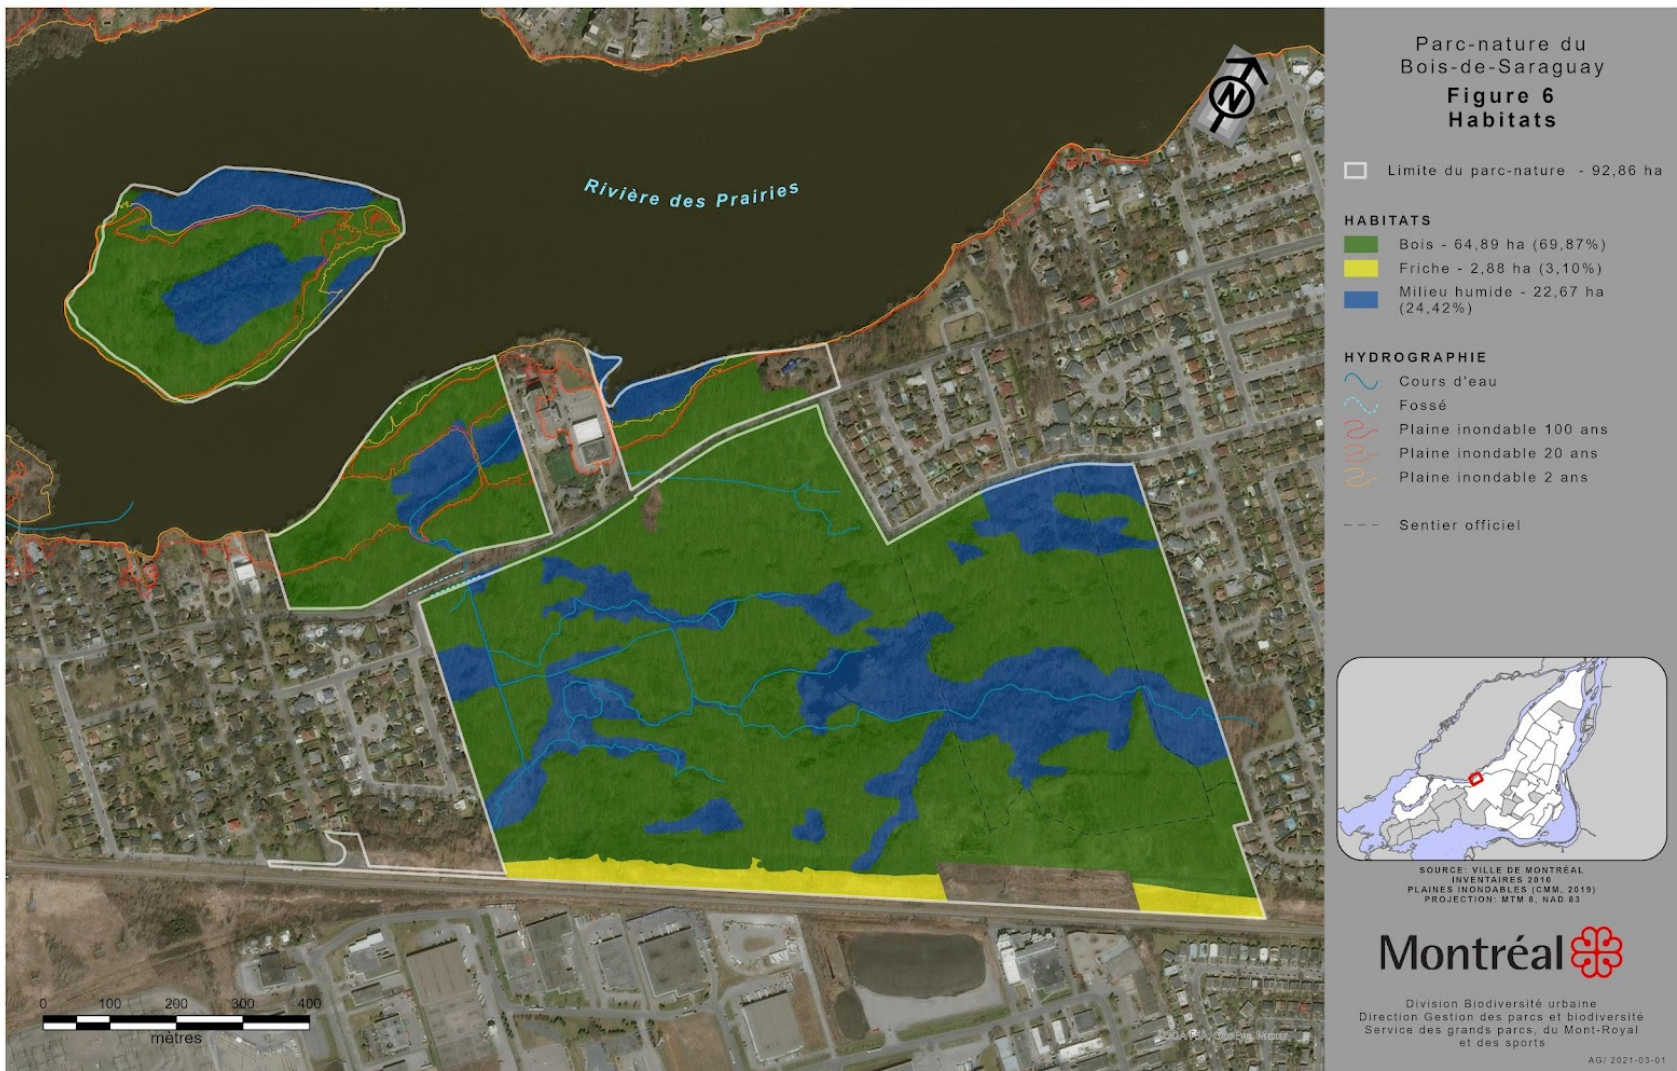 Parc-nature du
Bois-de-Saraguay
Figure 6
Habitats
N
Rivière des Prairies
Limite du parc-nature - 92,86 ha
HABITATS
Bois - 64,89 ha (69,87%)
Friche - 2,88 ha (3,10%)
Milieu humide - 22,67 ha
(24,42%)
HYDROGRAPHIE
Cours d'eau
Fossé
Plaine inondable 100 ans
Plaine inondable 20 ans
Plaine inondable 2 ans
Sentier officiel
SOURCE: VILLE DE MONTRÉAL
INVENTAIRES 2010
PLAINES INONDABLES (CMM, 2019)
PROJECTION: MTM 8, NAD 83
Montréal
Division Biodiversité urbaine
Direction Gestion des parcs et biodiversité
Service des grands parcs, du Mont-Royal
et des sports
AG/ 2021-03-01
0 100 200 300 400
mètres